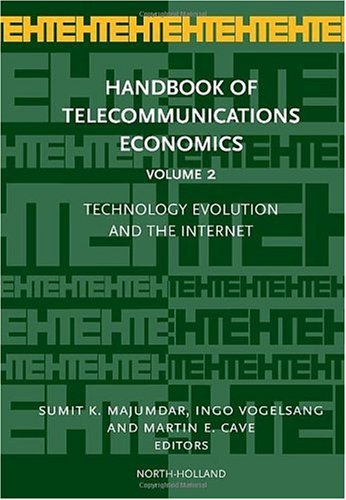 HANDBOOK OF
TELECOMMUNICATIONS
ECONOMICS
VOLUME 2
TECHNOLOGY EVOLUTION
AND THE INTERNET
SUMIT K. MAJUMDAR, INGO VOGELSANG
AND MARTIN E. CAVE
EDITORS
NORTH-HOLLAND